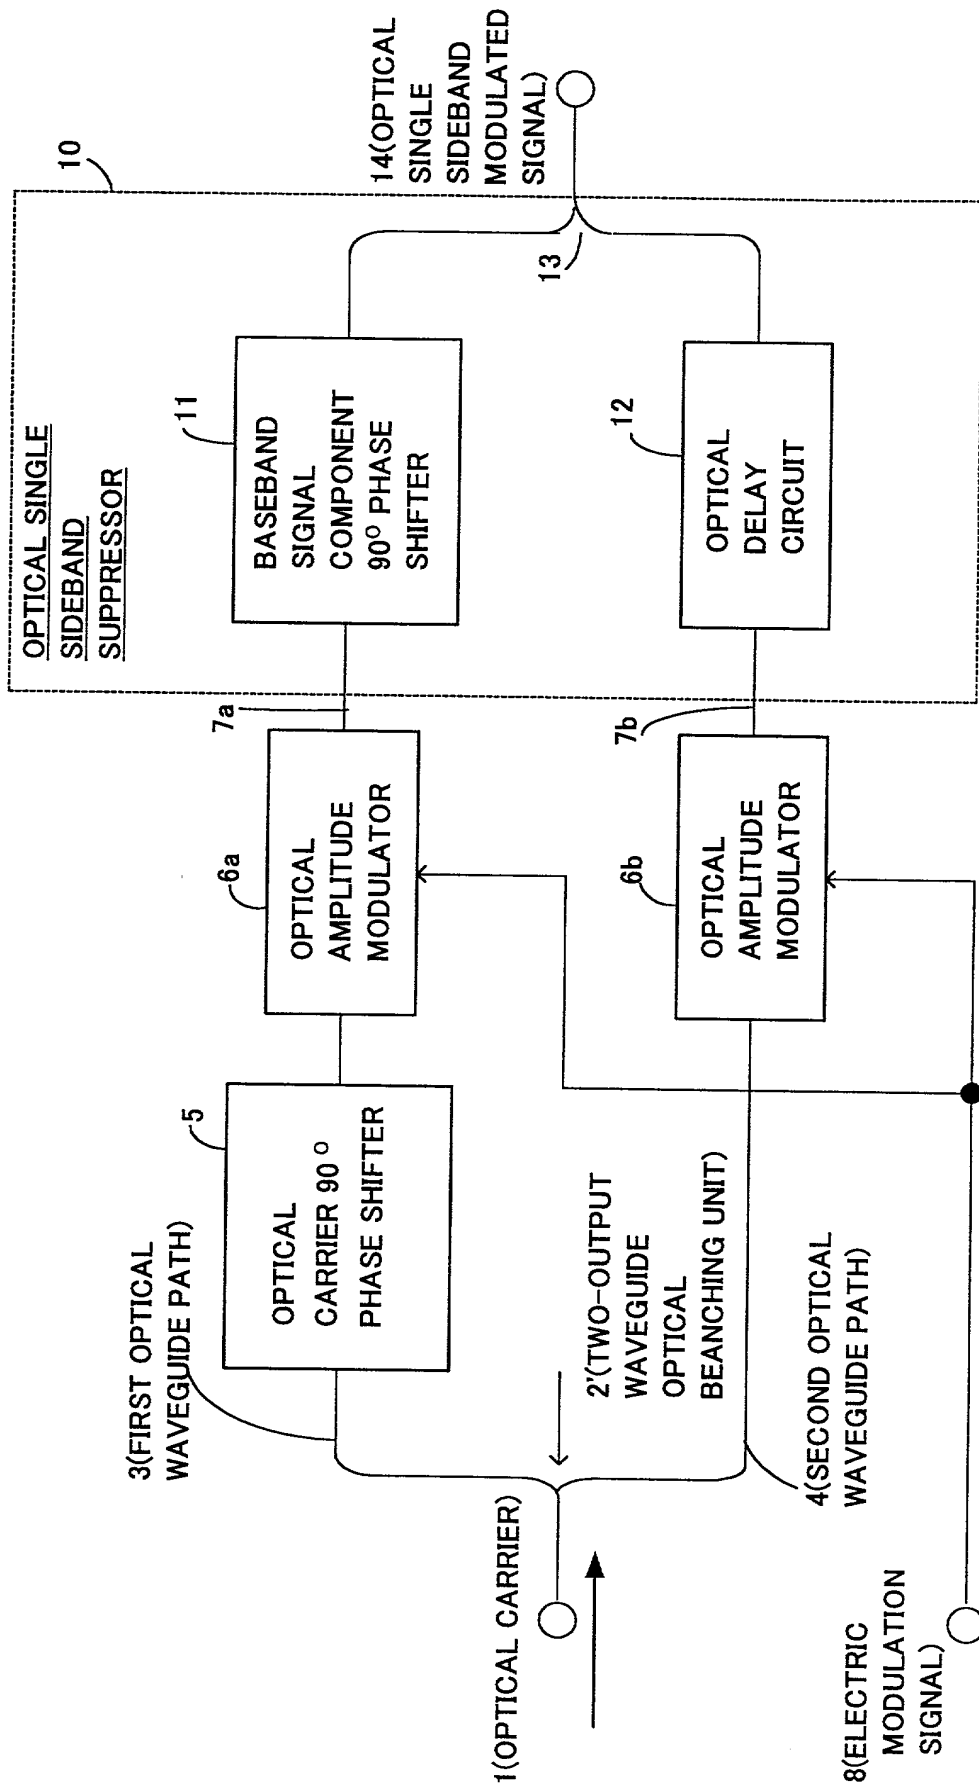 1(OPTICAL CARRIER)
3(FIRST OPTICAL
WAVEGUIDE PATH)
5
OPTICAL
CARRIER 90°
PHASE SHIFTER
2'(TWO-OUTPUT
WAVEGUIDE
OPTICAL
BEANCHING UNIT)
4(SECOND OPTICAL
WAVEGUIDE PATH)
8(ELECTRIC
MODULATION
SIGNAL)
6a
OPTICAL
AMPLITUDE
MODULATOR
7a
6b
OPTICAL
AMPLITUDE
MODULATOR
7b
OPTICAL SINGLE
SIDEBAND
SUPPRESSOR
10
11
BASEBAND
SIGNAL
COMPONENT
90° PHASE
SHIFTER
12
OPTICAL
DELAY
CIRCUIT
13
14(OPTICAL
SINGLE
SIDEBAND
MODULATED
SIGNAL)